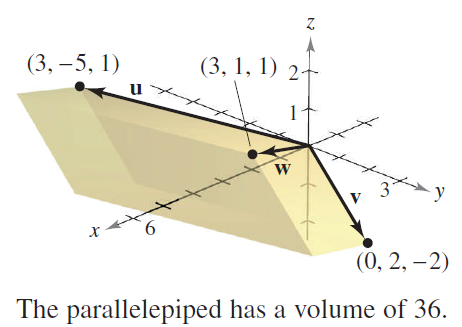 z
(3, −5, 1)
(3, 1, 1)
2
u
1
w
v
3
y
x
6
(0, 2, −2)
The parallelepiped has a volume of 36.